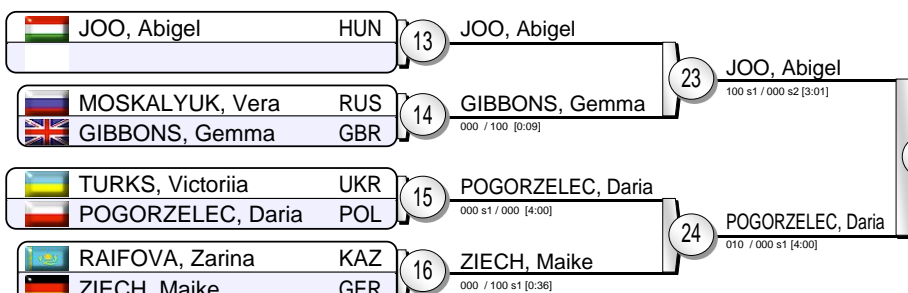 JOO, Abigel HUN
13
JOO, Abigel
MOSKALYUK, Vera RUS
GIBBONS, Gemma GBR
14
GIBBONS, Gemma
000 / 100 [0:09]
23
JOO, Abigel
100 s1 / 000 s2 [3:01]
TURKS, Victoriia UKR
POGORZELEC, Daria POL
15
POGORZELEC, Daria
000 s1 / 000 [4:00]
RAIFOVA, Zarina KAZ
ZIECH, Maike GER
16
ZIECH, Maike
000 / 100 s1 [0:36]
24
POGORZELEC, Daria
010 / 000 s1 [4:00]